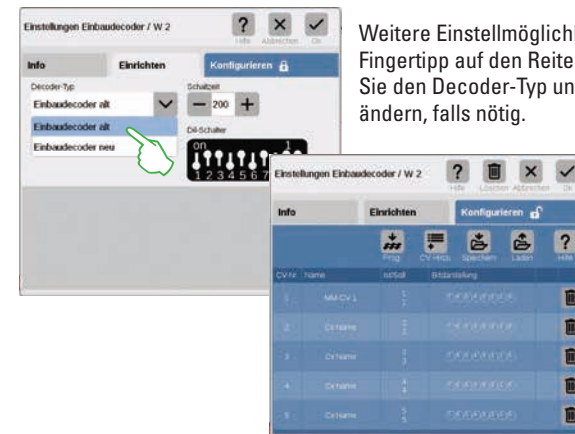 Einstellungen Einbaudecoder / W 2
Hilfe Abbrechen Ok
Info Einrichten Konfigurieren
Decoder-Typ Schaltzeit
Einbaudecoder alt 200
Einbaudecoder alt Dil-Schalter
Einbaudecoder neu on 1
1 2 3 4 5 6 7
Weitere Einstellmöglichk
Fingertipp auf den Reite
Sie den Decoder-Typ un
ändern, falls nötig.
Einstellungen Einbaudecoder / W 2
Hilfe Löschen Abbrechen Ok
Info Einrichten Konfigurieren
Prog CV Hinzu Speichern Laden Hilfe
CV-Nr Name Ist/Soll Bitdarstellung
1 MM-CV 1
2 CV-Name
3 CV-Name
4 CV-Name
5 CV-Name